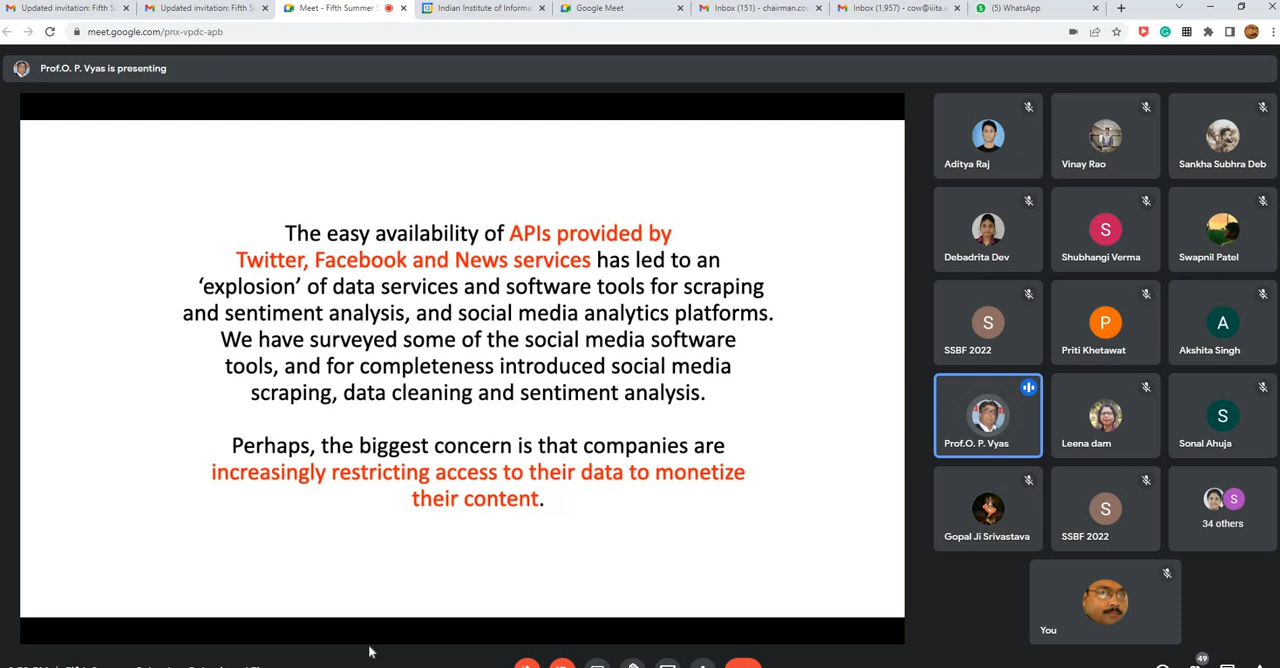 Updated invitation: Fifth S
Updated invitation: Fifth Su
Meet - Fifth Summer S
Indian Institute of Informa
Google Meet
Inbox (151) - chairman.co
Inbox (1,957) - cow@iiita.a
(5) WhatsApp
meet.google.com/pnx-vpdc-apb
Prof.O. P. Vyas is presenting
The easy availability of APIs provided by
Twitter, Facebook and News services has led to an
‘explosion’ of data services and software tools for scraping
and sentiment analysis, and social media analytics platforms.
We have surveyed some of the social media software
tools, and for completeness introduced social media
scraping, data cleaning and sentiment analysis.
Perhaps, the biggest concern is that companies are
increasingly restricting access to their data to monetize
their content.
Aditya Raj
Vinay Rao
Sankha Subhra Deb
Debadrita Dev
S
Shubhangi Verma
Swapnil Patel
S
SSBF 2022
P
Priti Khetawat
A
Akshita Singh
Prof.O. P. Vyas
Leena dam
S
Sonal Ahuja
Gopal Ji Srivastava
S
SSBF 2022
S
34 others
You
49